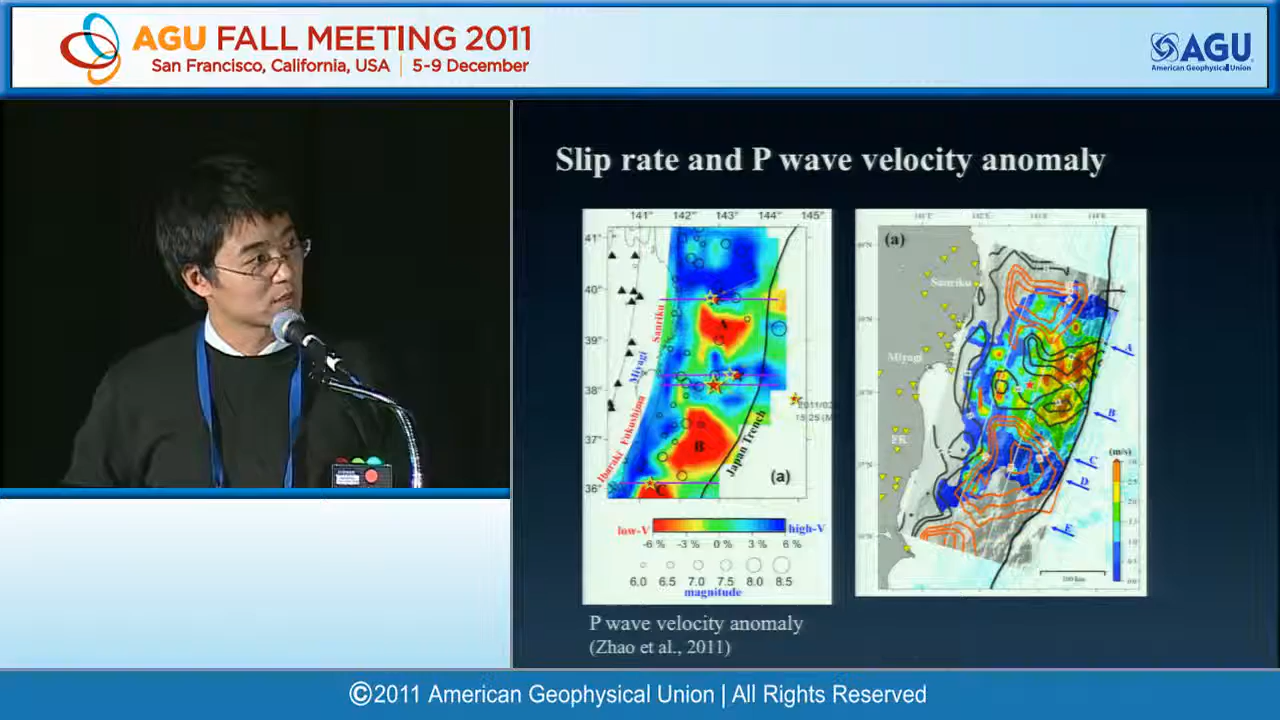 AGU FALL MEETING 2011
San Francisco, California, USA | 5-9 December
AGU
American Geophysical Union
Slip rate and P wave velocity anomaly
141° 142° 143° 144° 145°
41°
40°
39°
38°
37°
36°
Sanriku
Miyagi
Fukushima
Ibaraki
A
B
C
Japan Trench
(a)
low-V
high-V
-6 % -3 % 0 % 3 % 6 %
6.0 6.5 7.0 7.5 8.0 8.5
magnitude
P wave velocity anomaly
(Zhao et al., 2011)
(a)
Sanriku
Miyagi
FK
A
B
C
D
E
(m/s)
100 km
©2011 American Geophysical Union | All Rights Reserved